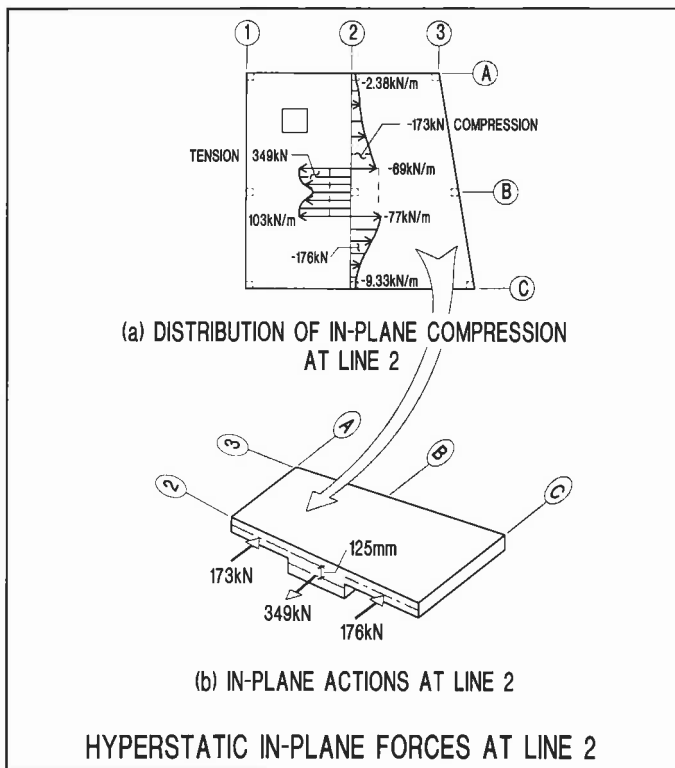 1 2 3
A
-2.38kN/m
-173kN COMPRESSION
TENSION 349kN
-69kN/m
B
103kN/m
-77kN/m
-176kN
-9.33kN/m
C
(a) DISTRIBUTION OF IN-PLANE COMPRESSION
AT LINE 2
A
3
B
2
C
125mm
173kN
349kN
176kN
(b) IN-PLANE ACTIONS AT LINE 2
HYPERSTATIC IN-PLANE FORCES AT LINE 2